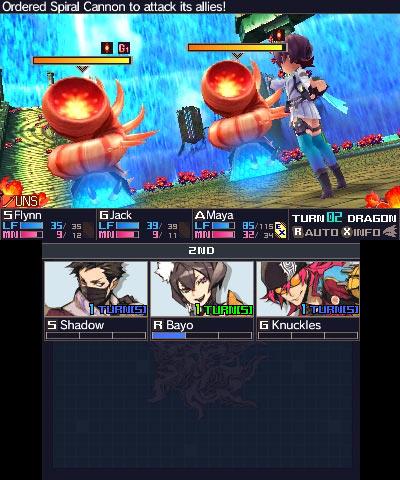 Ordered Spiral Cannon to attack its allies!
G1
/UNS
S Flynn
LF 35/ 35
MN 9/ 12
G Jack
LF 39/ 39
MN 9/ 11
A Maya
LF 85/115
MN 32/ 34
TURN 02 DRAGON
R AUTO X INFO
2ND
1 TURN(S)
1 TURN(S)
1 TURN(S)
S Shadow
R Bayo
G Knuckles